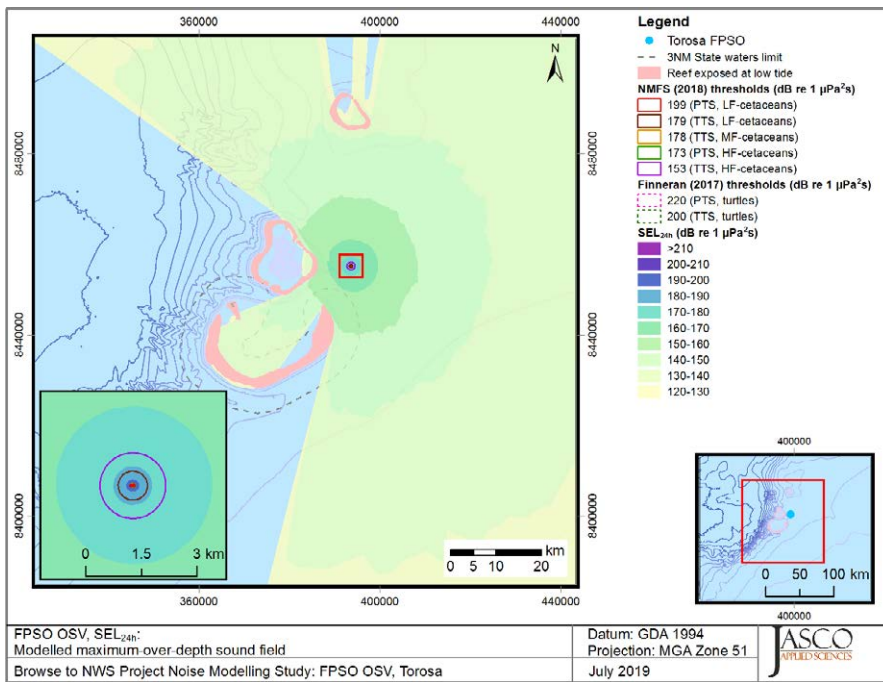 360000
400000
440000
N
8480000
8440000
8400000
8480000
8440000
8400000
0
1.5
3 km
0
5
10
20
km
360000
400000
440000
Legend
Torosa FPSO
3NM State waters limit
Reef exposed at low tide
NMFS (2018) thresholds (dB re 1 µPa²s)
199 (PTS, LF-cetaceans)
179 (TTS, LF-cetaceans)
178 (TTS, MF-cetaceans)
173 (PTS, HF-cetaceans)
153 (TTS, HF-cetaceans)
Finneran (2017) thresholds (dB re 1 µPa²s)
220 (PTS, turtles)
200 (TTS, turtles)
SEL24h (dB re 1 µPa²s)
>210
200-210
190-200
180-190
170-180
160-170
150-160
140-150
130-140
120-130
400000
0
50
100
km
400000
FPSO OSV, SEL24h:
Modelled maximum-over-depth sound field
Browse to NWS Project Noise Modelling Study: FPSO OSV, Torosa
Datum: GDA 1994
Projection: MGA Zone 51
July 2019
JASCO
APPLIED SCIENCES